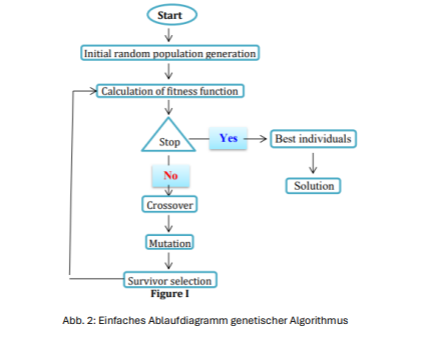 Start
Initial random population generation
Calculation of fitness function
Stop
Yes
Best individuals
No
Solution
Crossover
Mutation
Survivor selection
Figure I
Abb. 2: Einfaches Ablaufdiagramm genetischer Algorithmus